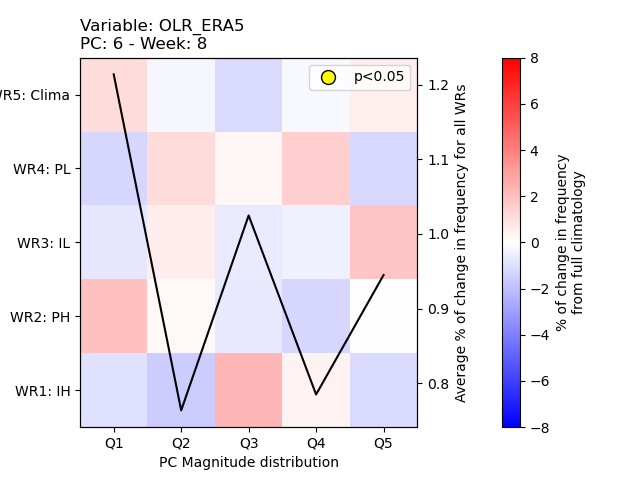 Variable: OLR_ERA5
PC: 6 - Week: 8
p<0.05
WR5: Clima
WR4: PL
WR3: IL
WR2: PH
WR1: IH
Q1 Q2 Q3 Q4 Q5
PC Magnitude distribution
1.2
1.1
1.0
0.9
0.8
Average % of change in frequency for all WRs
8
6
4
2
0
−2
−4
−6
−8
% of change in frequency
from full climatology